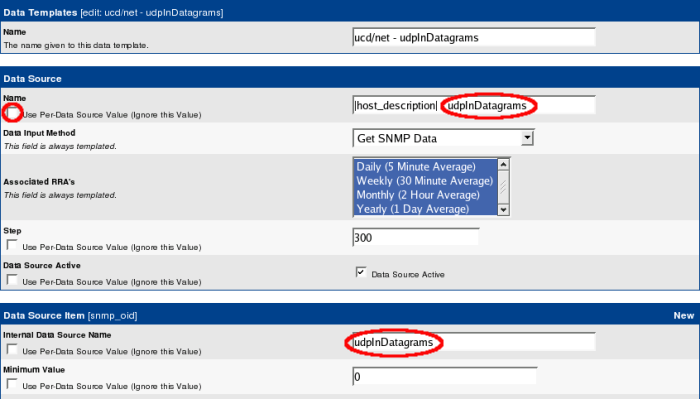 Data Templates [edit: ucd/net - udpInDatagrams]
Name
The name given to this data template.
ucd/net - udpInDatagrams
Data Source
Name
Use Per-Data Source Value (Ignore this Value)
|host_description| - udpInDatagrams
Data Input Method
This field is always templated.
Get SNMP Data
Associated RRA's
This field is always templated.
Daily (5 Minute Average)
Weekly (30 Minute Average)
Monthly (2 Hour Average)
Yearly (1 Day Average)
Step
Use Per-Data Source Value (Ignore this Value)
300
Data Source Active
Use Per-Data Source Value (Ignore this Value)
Data Source Active
Data Source Item [snmp_oid]
New
Internal Data Source Name
Use Per-Data Source Value (Ignore this Value)
udpInDatagrams
Minimum Value
Use Per-Data Source Value (Ignore this Value)
0